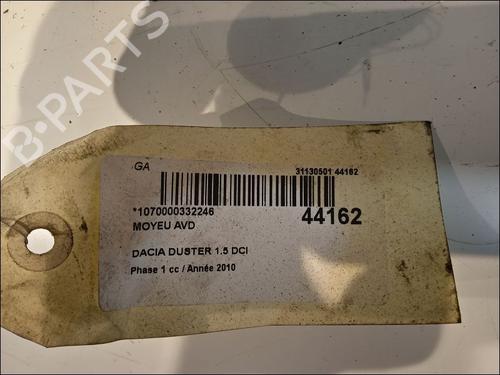 B-PARTS
GA
31130501 44162
*1070000332246
44162
MOYEU AVD
DACIA DUSTER 1.5 DCI
Phase 1 cc / Année 2010